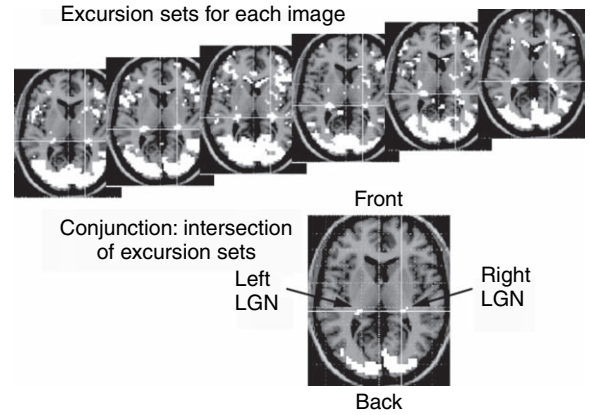 Excursion sets for each image
Front
Conjunction: intersection
of excursion sets
Left
LGN
Right
LGN
Back